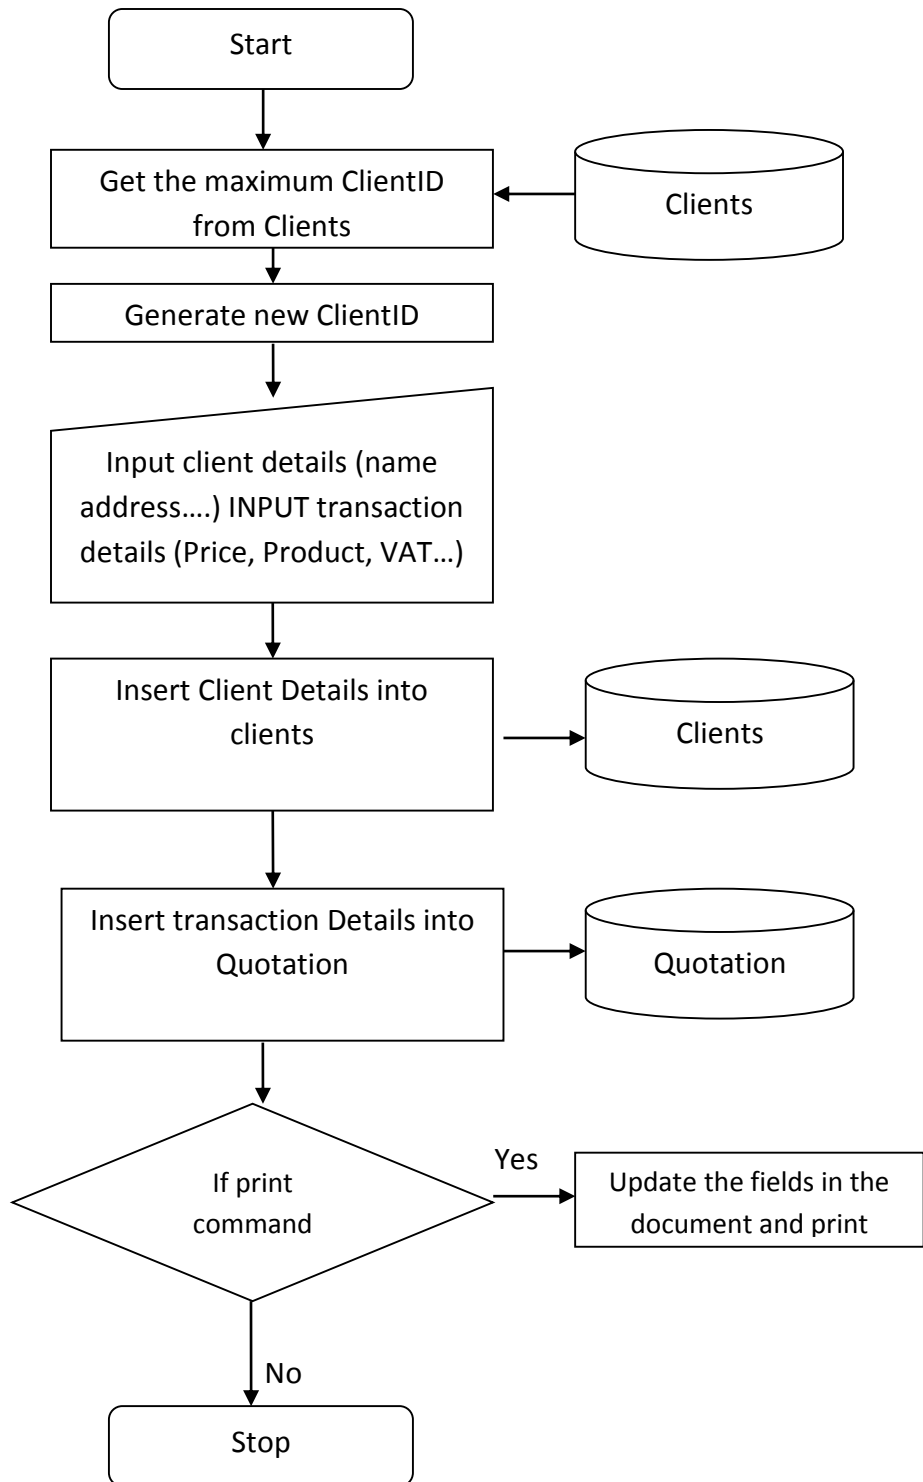 Start
Get the maximum ClientID
from Clients
Clients
Generate new ClientID
Input client details (name
address….) INPUT transaction
details (Price, Product, VAT…)
Insert Client Details into
clients
Clients
Insert transaction Details into
Quotation
Quotation
If print
command
Yes
Update the fields in the
document and print
No
Stop